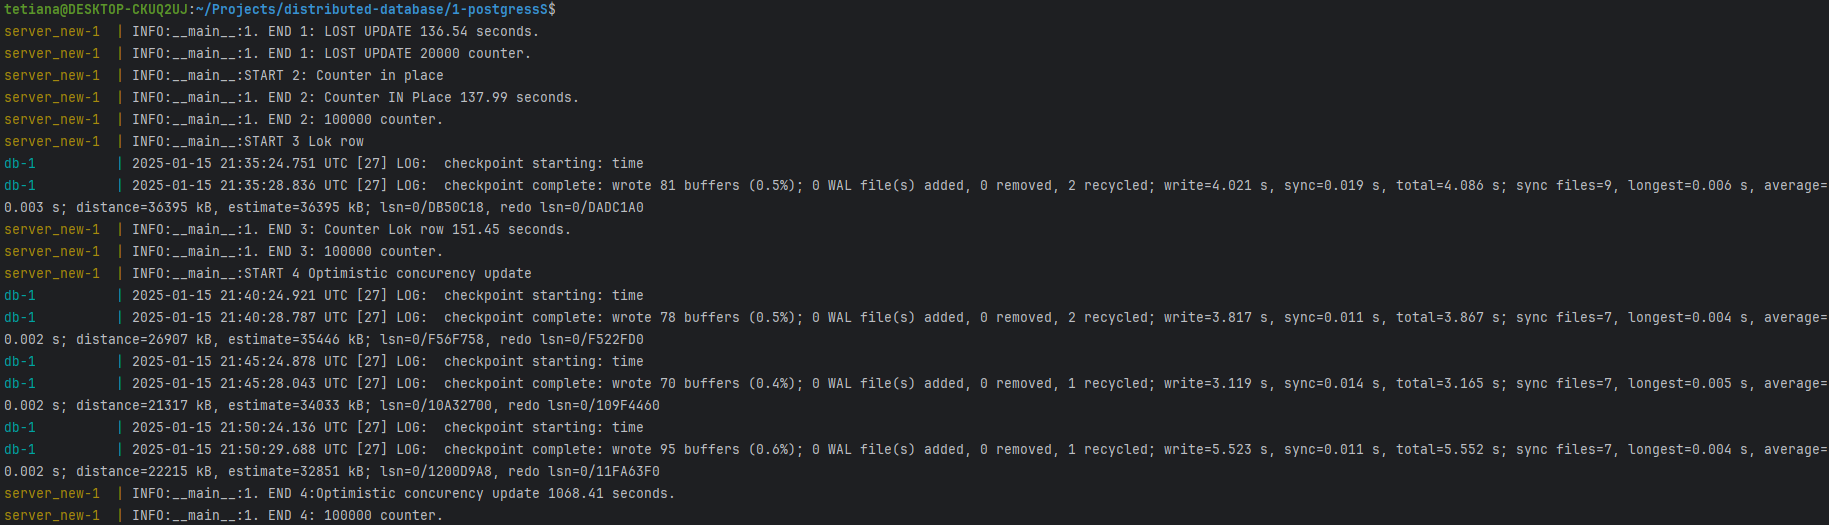 tetiana@DESKTOP-CKUQ2UJ:~/Projects/distributed-database/1-postgressS$
server_new-1  | INFO:__main__:1. END 1: LOST UPDATE 136.54 seconds.
server_new-1  | INFO:__main__:1. END 1: LOST UPDATE 20000 counter.
server_new-1  | INFO:__main__:START 2: Counter in place
server_new-1  | INFO:__main__:1. END 2: Counter IN PLace 137.99 seconds.
server_new-1  | INFO:__main__:1. END 2: 100000 counter.
server_new-1  | INFO:__main__:START 3 Lok row
db-1          | 2025-01-15 21:35:24.751 UTC [27] LOG:  checkpoint starting: time
db-1          | 2025-01-15 21:35:28.836 UTC [27] LOG:  checkpoint complete: wrote 81 buffers (0.5%); 0 WAL file(s) added, 0 removed, 2 recycled; write=4.021 s, sync=0.019 s, total=4.086 s; sync files=9, longest=0.006 s, average=
0.003 s; distance=36395 kB, estimate=36395 kB; lsn=0/DB50C18, redo lsn=0/DADC1A0
server_new-1  | INFO:__main__:1. END 3: Counter Lok row 151.45 seconds.
server_new-1  | INFO:__main__:1. END 3: 100000 counter.
server_new-1  | INFO:__main__:START 4 Optimistic concurency update
db-1          | 2025-01-15 21:40:24.921 UTC [27] LOG:  checkpoint starting: time
db-1          | 2025-01-15 21:40:28.787 UTC [27] LOG:  checkpoint complete: wrote 78 buffers (0.5%); 0 WAL file(s) added, 0 removed, 2 recycled; write=3.817 s, sync=0.011 s, total=3.867 s; sync files=7, longest=0.004 s, average=
0.002 s; distance=26907 kB, estimate=35446 kB; lsn=0/F56F758, redo lsn=0/F522FD0
db-1          | 2025-01-15 21:45:24.878 UTC [27] LOG:  checkpoint starting: time
db-1          | 2025-01-15 21:45:28.043 UTC [27] LOG:  checkpoint complete: wrote 70 buffers (0.4%); 0 WAL file(s) added, 0 removed, 1 recycled; write=3.119 s, sync=0.014 s, total=3.165 s; sync files=7, longest=0.005 s, average=
0.002 s; distance=21317 kB, estimate=34033 kB; lsn=0/10A32700, redo lsn=0/109F4460
db-1          | 2025-01-15 21:50:24.136 UTC [27] LOG:  checkpoint starting: time
db-1          | 2025-01-15 21:50:29.688 UTC [27] LOG:  checkpoint complete: wrote 95 buffers (0.6%); 0 WAL file(s) added, 0 removed, 1 recycled; write=5.523 s, sync=0.011 s, total=5.552 s; sync files=7, longest=0.004 s, average=
0.002 s; distance=22215 kB, estimate=32851 kB; lsn=0/1200D9A8, redo lsn=0/11FA63F0
server_new-1  | INFO:__main__:1. END 4:Optimistic concurency update 1068.41 seconds.
server_new-1  | INFO:__main__:1. END 4: 100000 counter.